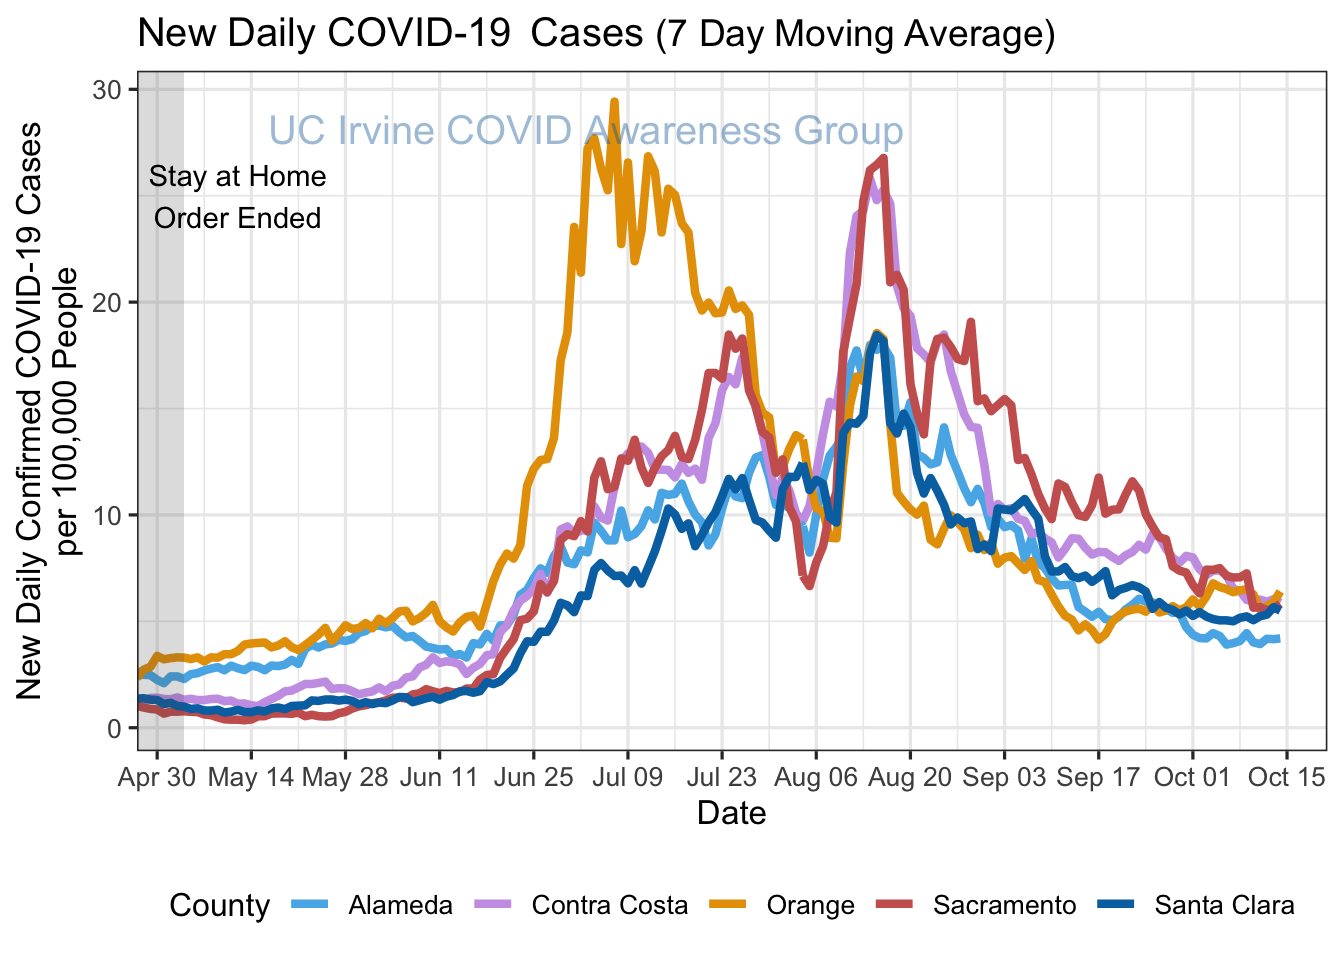 New Daily COVID-19  Cases (7 Day Moving Average)
UC Irvine COVID Awareness Group
Stay at Home
Order Ended
New Daily Confirmed COVID-19 Cases
per 100,000 People
30
20
10
0
Apr 30 May 14 May 28 Jun 11 Jun 25 Jul 09 Jul 23 Aug 06 Aug 20 Sep 03 Sep 17 Oct 01 Oct 15
Date
County Alameda Contra Costa Orange Sacramento Santa Clara